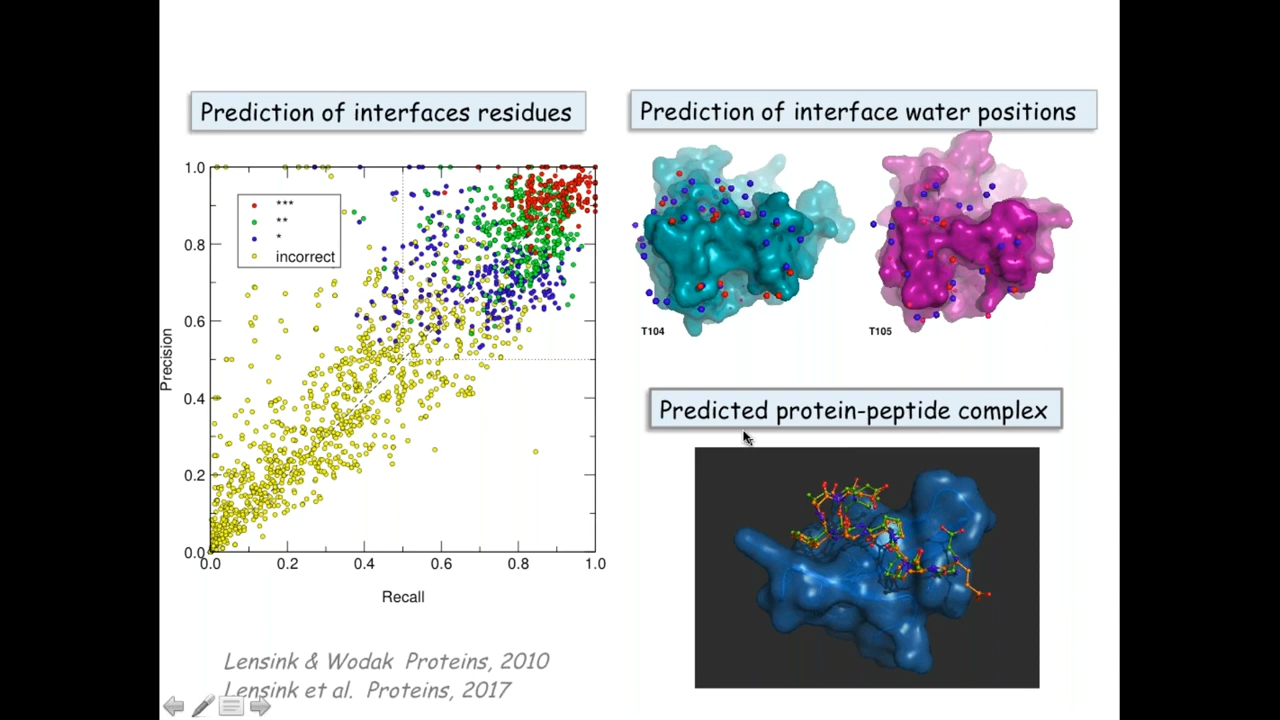 Prediction of interfaces residues
Prediction of interface water positions
1.0
0.8
0.6
0.4
0.2
0.0
***
**
*
incorrect
Precision
0.0 0.2 0.4 0.6 0.8 1.0
Recall
T104
T105
Predicted protein-peptide complex
Lensink & Wodak Proteins, 2010
Lensink et al. Proteins, 2017